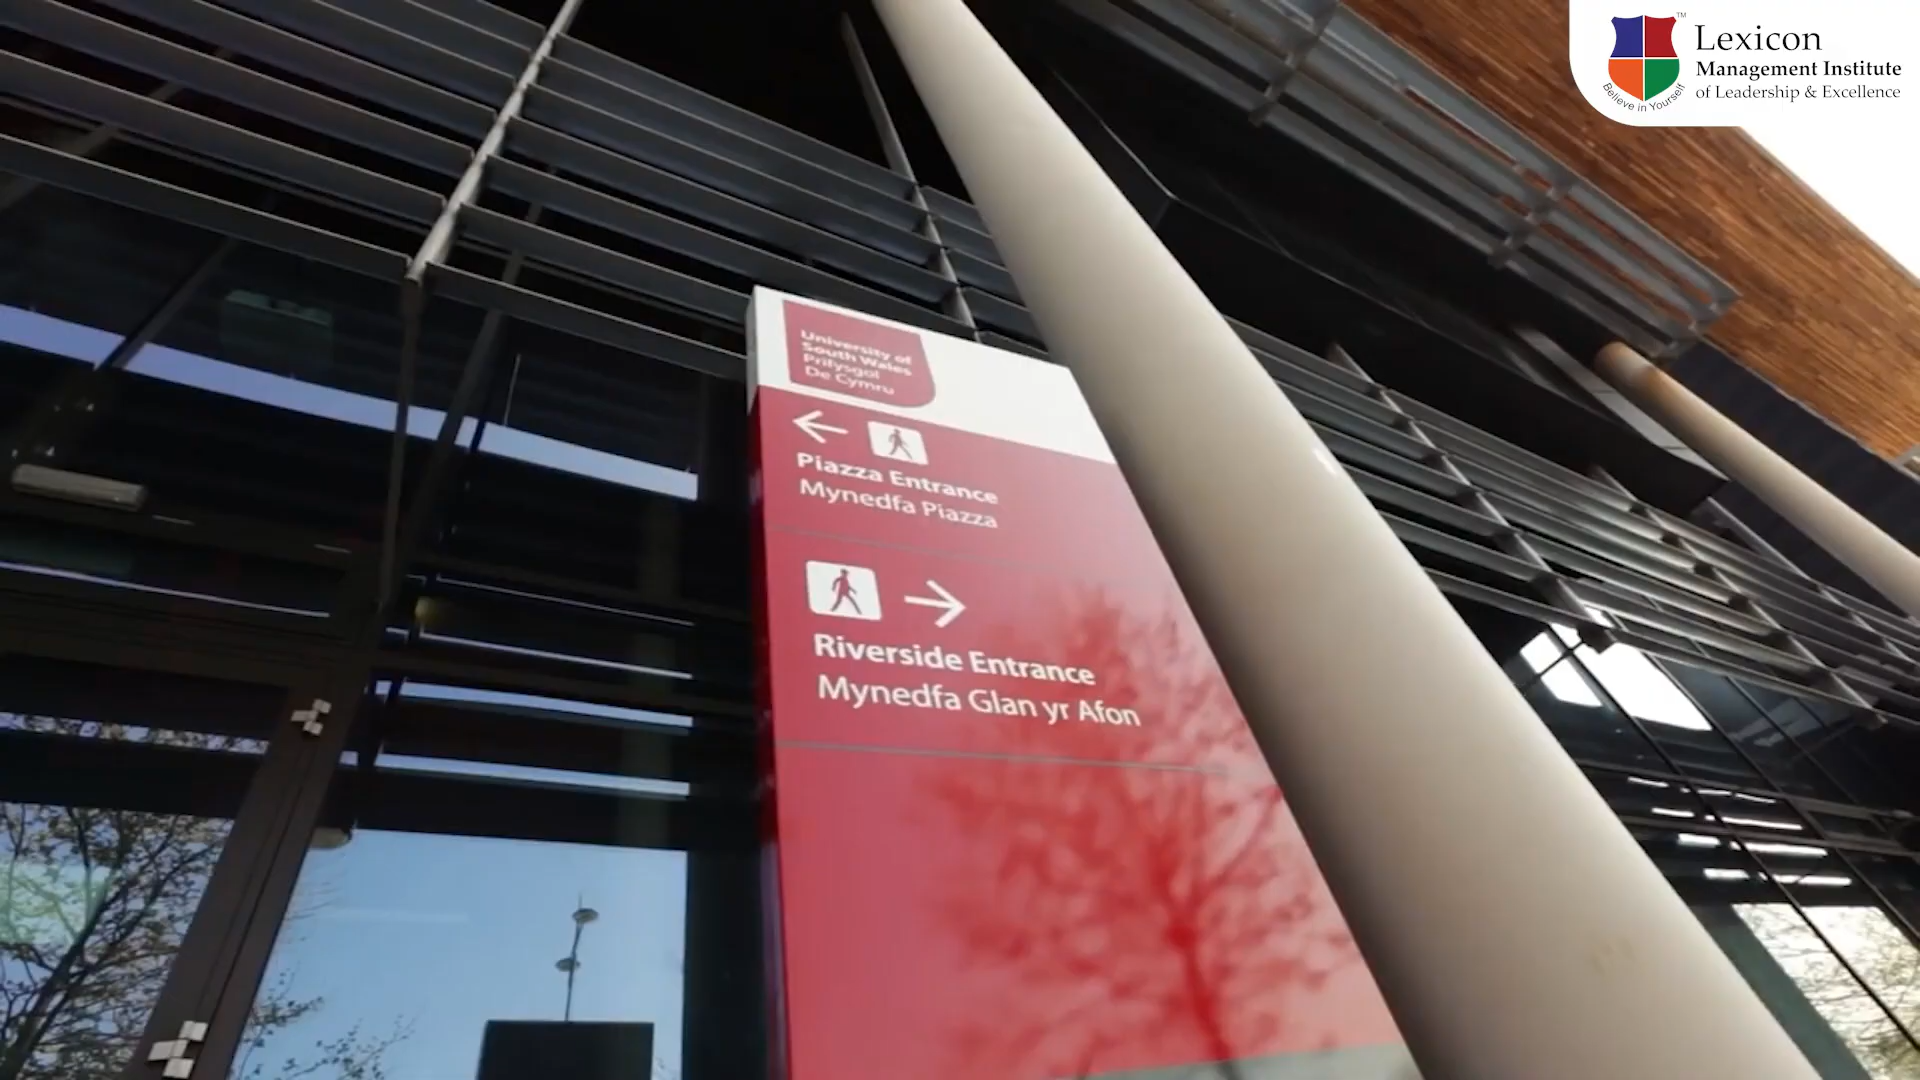 University of
South Wales
Prifysgol
De Cymru
Piazza Entrance
Mynedfa Piazza
Riverside Entrance
Mynedfa Glan yr Afon
TM
Lexicon
Management Institute
of Leadership & Excellence
Believe in Yourself